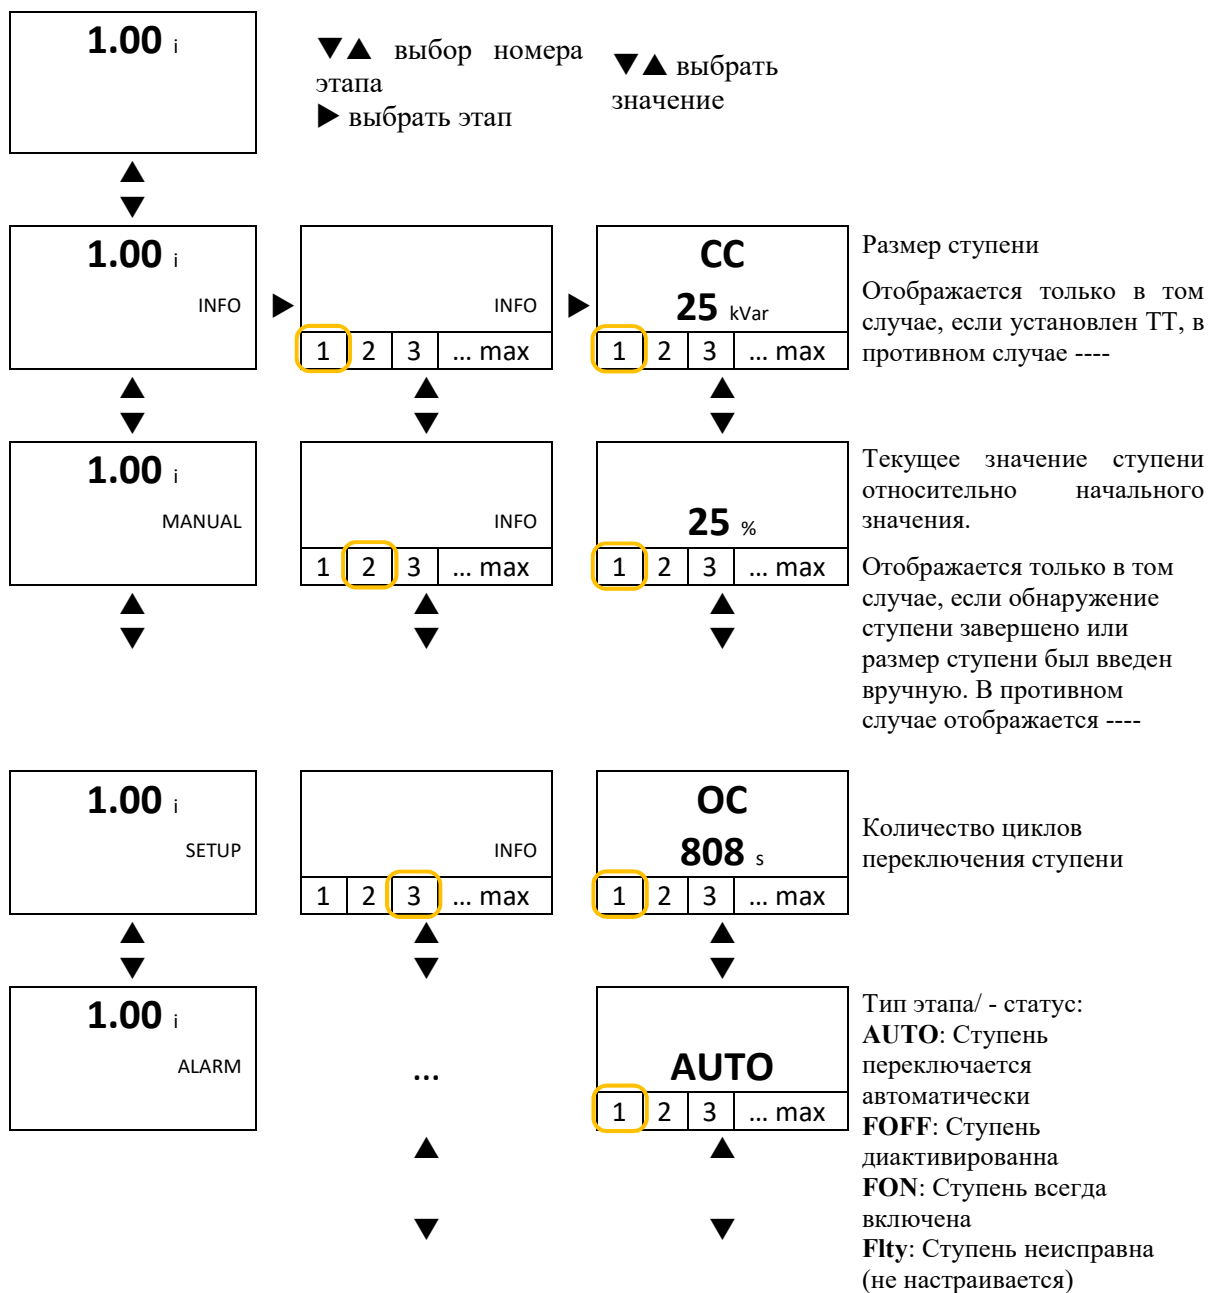 1.00 i
▼▲ выбор номера
этапа
▶ выбрать этап
▼▲ выбрать
значение
▲
▼
1.00 i
INFO
▶
INFO
1 2 3 ... max
▶
CC
25 kVar
1 2 3 ... max
Размер ступени
Отображается только в том
случае, если установлен ТТ, в
противном случае ----
▲ ▲ ▲
▼ ▼ ▼
1.00 i
MANUAL
INFO
1 2 3 ... max
25 %
1 2 3 ... max
Текущее значение ступени
относительно начального
значения.
Отображается только в том
случае, если обнаружение
ступени завершено или
размер ступени был введен
вручную. В противном
случае отображается ----
▲ ▲ ▲
▼ ▼ ▼
1.00 i
SETUP
INFO
1 2 3 ... max
OC
808 s
1 2 3 ... max
Количество циклов
переключения ступени
▲ ▲ ▲
▼ ▼ ▼
1.00 i
ALARM
...
AUTO
1 2 3 ... max
Тип этапа/ - статус:
AUTO: Ступень
переключается
автоматически
FOFF: Ступень
диактивированна
FON: Ступень всегда
включена
Flty: Ступень неисправна
(не настраивается)
▲ ▲
▼ ▼